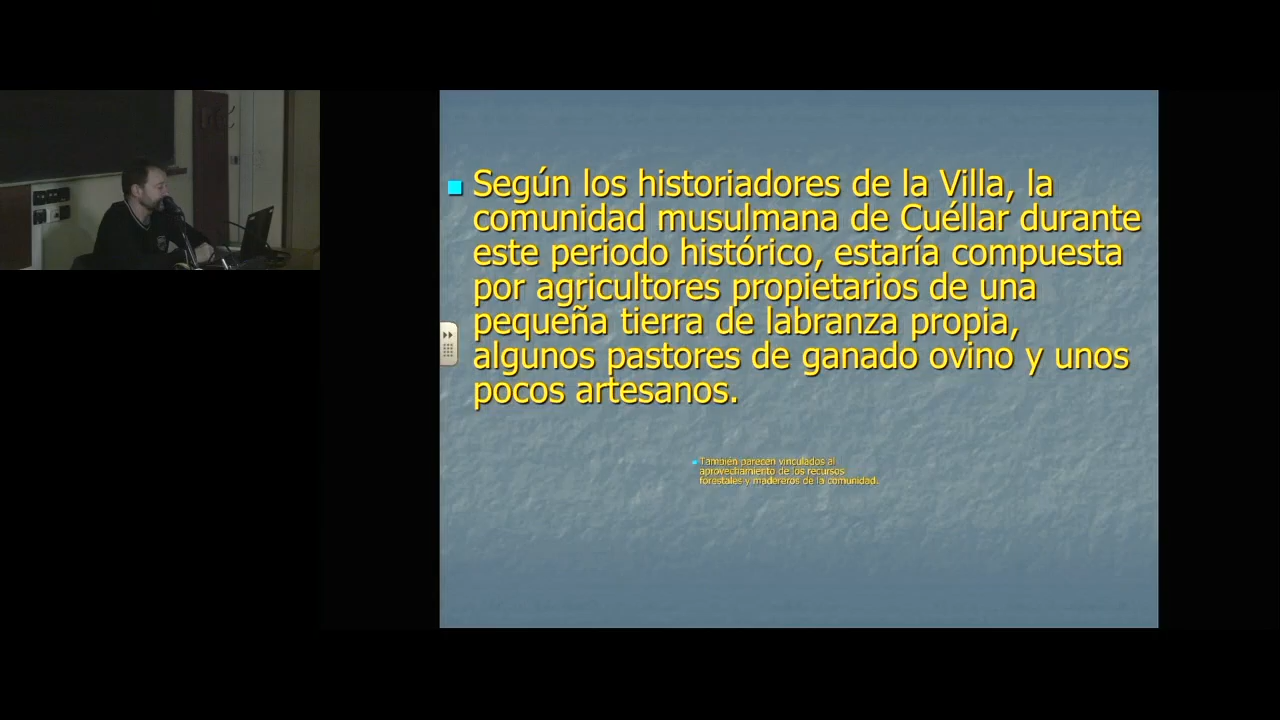 Según los historiadores de la Villa, la
comunidad musulmana de Cuéllar durante
este periodo histórico, estaría compuesta
por agricultores propietarios de una
pequeña tierra de labranza propia,
algunos pastores de ganado ovino y unos
pocos artesanos.
También parecen vinculados al
aprovechamiento de los recursos
forestales y madereros de la comunidad.